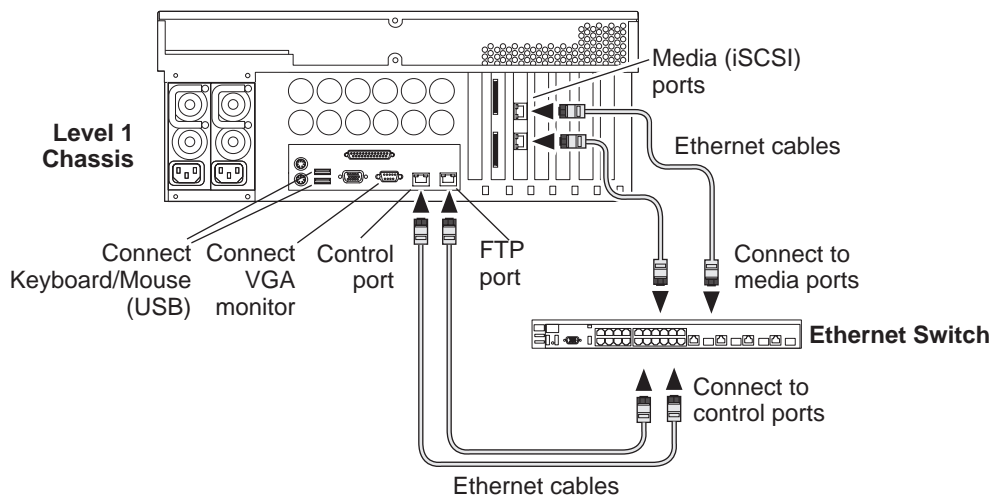 Media (iSCSI)
ports
Level 1
Chassis
Ethernet cables
Connect
Keyboard/Mouse
(USB)
Connect
VGA
monitor
Control
port
FTP
port
Connect to
media ports
Ethernet Switch
Connect to
control ports
Ethernet cables